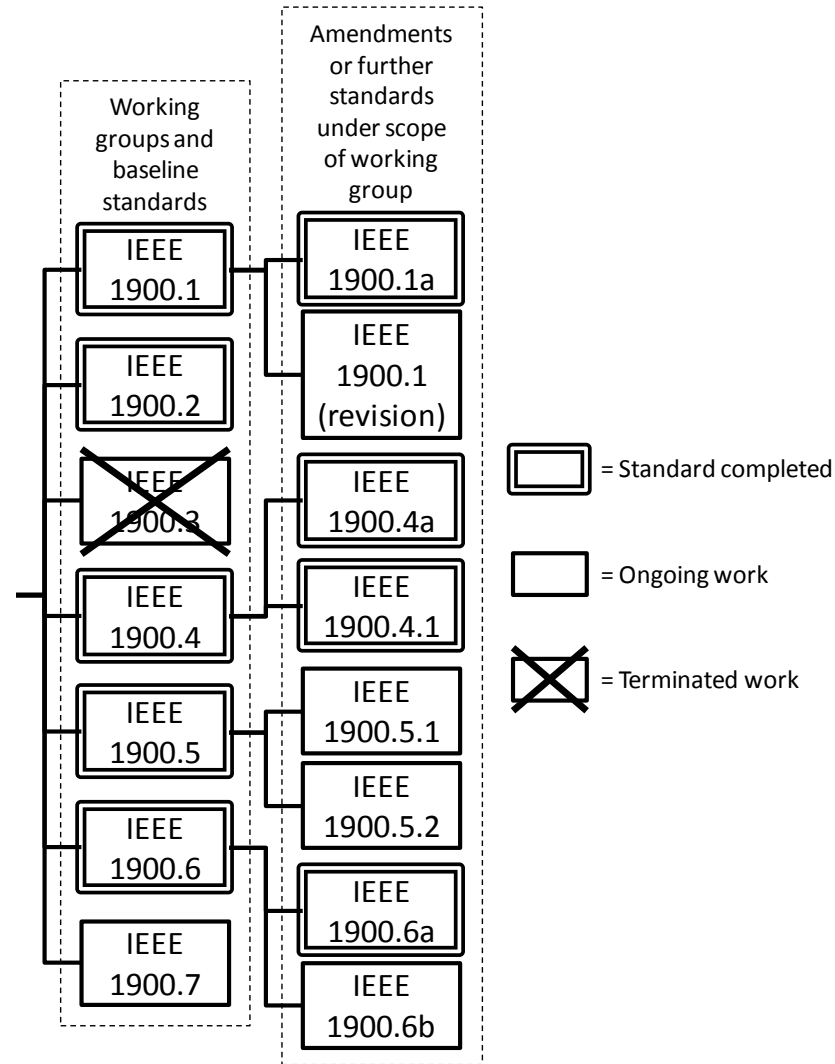 Working
groups and
baseline
standards
IEEE
1900.1
IEEE
1900.2
IEEE
1900.3
IEEE
1900.4
IEEE
1900.5
IEEE
1900.6
IEEE
1900.7
Amendments
or further
standards
under scope
of working
group
IEEE
1900.1a
IEEE
1900.1
(revision)
IEEE
1900.4a
IEEE
1900.4.1
IEEE
1900.5.1
IEEE
1900.5.2
IEEE
1900.6a
IEEE
1900.6b
= Standard completed
= Ongoing work
= Terminated work